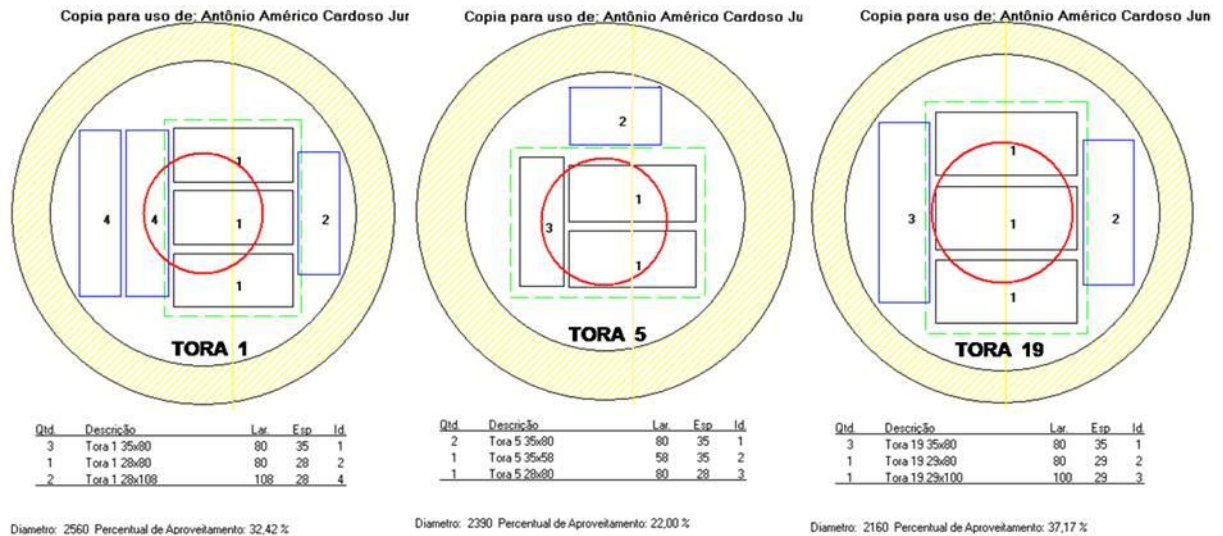 Copia para uso de: Antônio Américo Cardoso Jur
1
4
4
1
2
1
TORA 1
Qtd. Descrição Lar. Esp Id.
3 Tora 1 35x80 80 35 1
1 Tora 1 28x80 80 28 2
2 Tora 1 28x108 108 28 4
Diametro: 2560 Percentual de Aproveitamento: 32,42 %
Copia para uso de: Antônio Américo Cardoso Ju
2
1
3
1
TORA 5
Qtd. Descrição Lar. Esp Id.
2 Tora 5 35x80 80 35 1
1 Tora 5 35x58 58 35 2
1 Tora 5 28x80 80 28 3
Diametro: 2390 Percentual de Aproveitamento: 22,00 %
Copia para uso de: Antônio Américo Cardoso Jun
1
3
1
2
1
TORA 19
Qtd. Descrição Lar. Esp Id.
3 Tora 19 35x80 80 35 1
1 Tora 19 29x80 80 29 2
1 Tora 19 29x100 100 29 3
Diametro: 2160 Percentual de Aproveitamento: 37,17 %